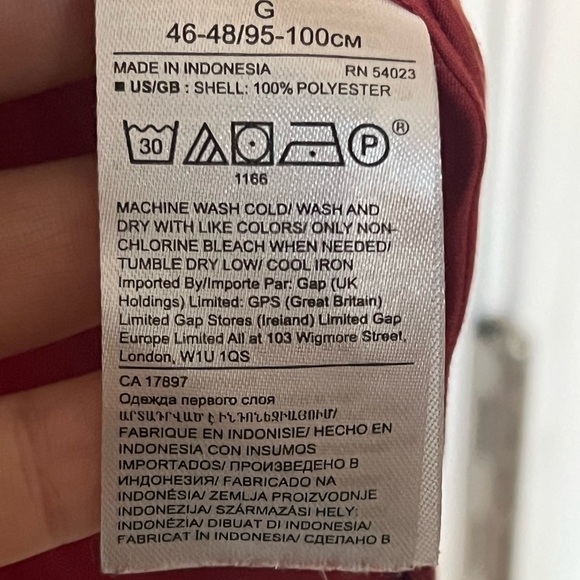 G
46-48/95-100CM
MADE IN INDONESIA RN 54023
■ US/GB : SHELL: 100% POLYESTER
30 P ®
1166
MACHINE WASH COLD/ WASH AND
DRY WITH LIKE COLORS/ ONLY NON-
CHLORINE BLEACH WHEN NEEDED/
TUMBLE DRY LOW/ COOL IRON
Imported By/Importe Par: Gap (UK
Holdings) Limited: GPS (Great Britain)
Limited Gap Stores (Ireland) Limited Gap
Europe Limited All at 103 Wigmore Street,
London, W1U 1QS
CA 17897
Одежда первого слоя
ԱՐՏԱԴՐՎԱԾ Է ԻՆԴՈՆԵԶԻԱՅՈՒՄ/
FABRIQUE EN INDONISIE/ HECHO EN
INDONESIA CON INSUMOS
IMPORTADOS/ ПРОИЗВЕДЕНО В
ИНДОНЕЗИЯ/ FABRICADO NA
INDONÉSIA/ ZEMLJA PROIZVODNJE
INDONEZIJA/ SZÁRMAZÁSI HELY:
INDONÉZIA/ DIBUAT DI INDONESIA/
FABRICAT ÎN INDONESIA/ СДЕЛАНО В